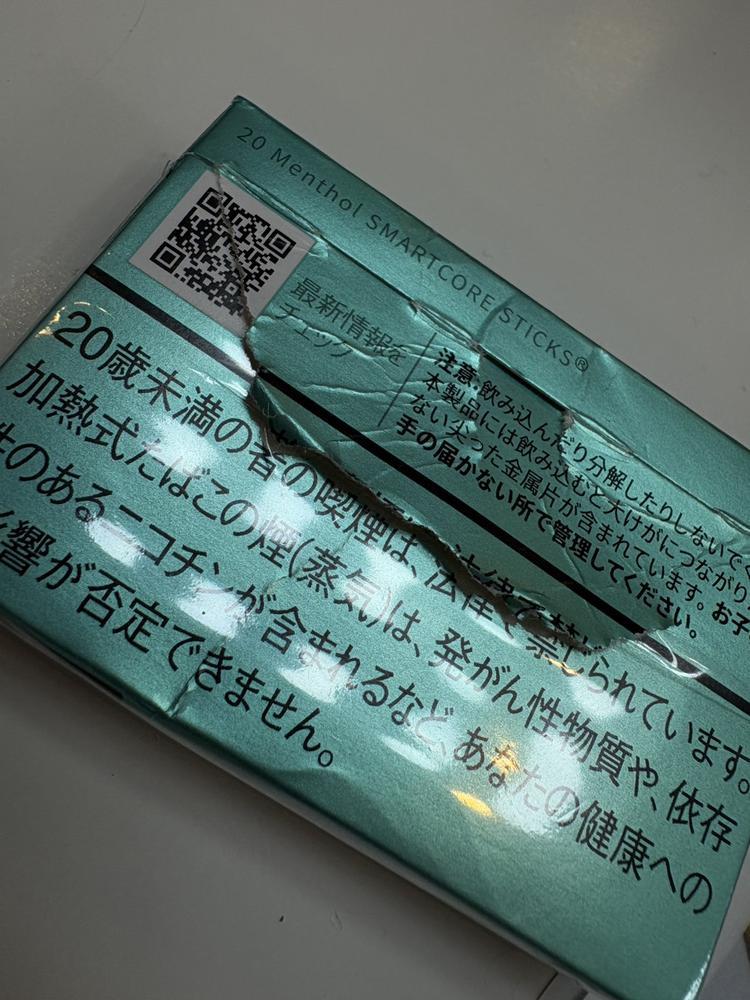 20 Menthol SMARTCORE STICKS®
最新情報を
チェック
注意:飲み込んだり分解したりしないでく
本製品には飲み込むと大けがにつながり
ない尖った金属片が含まれています。お子
手の届かない所で管理してください。
20歳未満の者の喫煙は、法律で禁じられています。
加熱式たばこの煙(蒸気)は、発がん性物質や、依存
性のあるニコチンが含まれるなど、あなたの健康への
影響が否定できません。